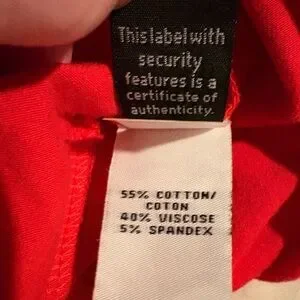 This label with
security
features is a
certificate of
authenticity.
55% COTTON/
COTON
40% VISCOSE
5% SPANDEX